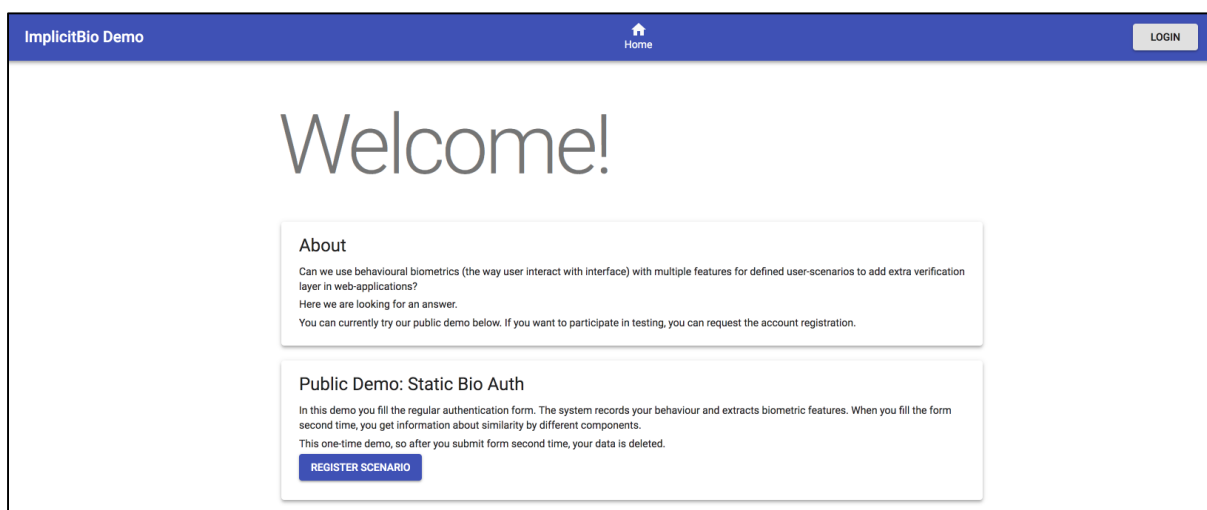 ImplicitBio Demo
Home
LOGIN
Welcome!
About
Can we use behavioural biometrics (the way user interact with interface) with multiple features for defined user-scenarios to add extra verification
layer in web-applications?
Here we are looking for an answer.
You can currently try our public demo below. If you want to participate in testing, you can request the account registration.
Public Demo: Static Bio Auth
In this demo you fill the regular authentication form. The system records your behaviour and extracts biometric features. When you fill the form
second time, you get information about similarity by different components.
This one-time demo, so after you submit form second time, your data is deleted.
REGISTER SCENARIO